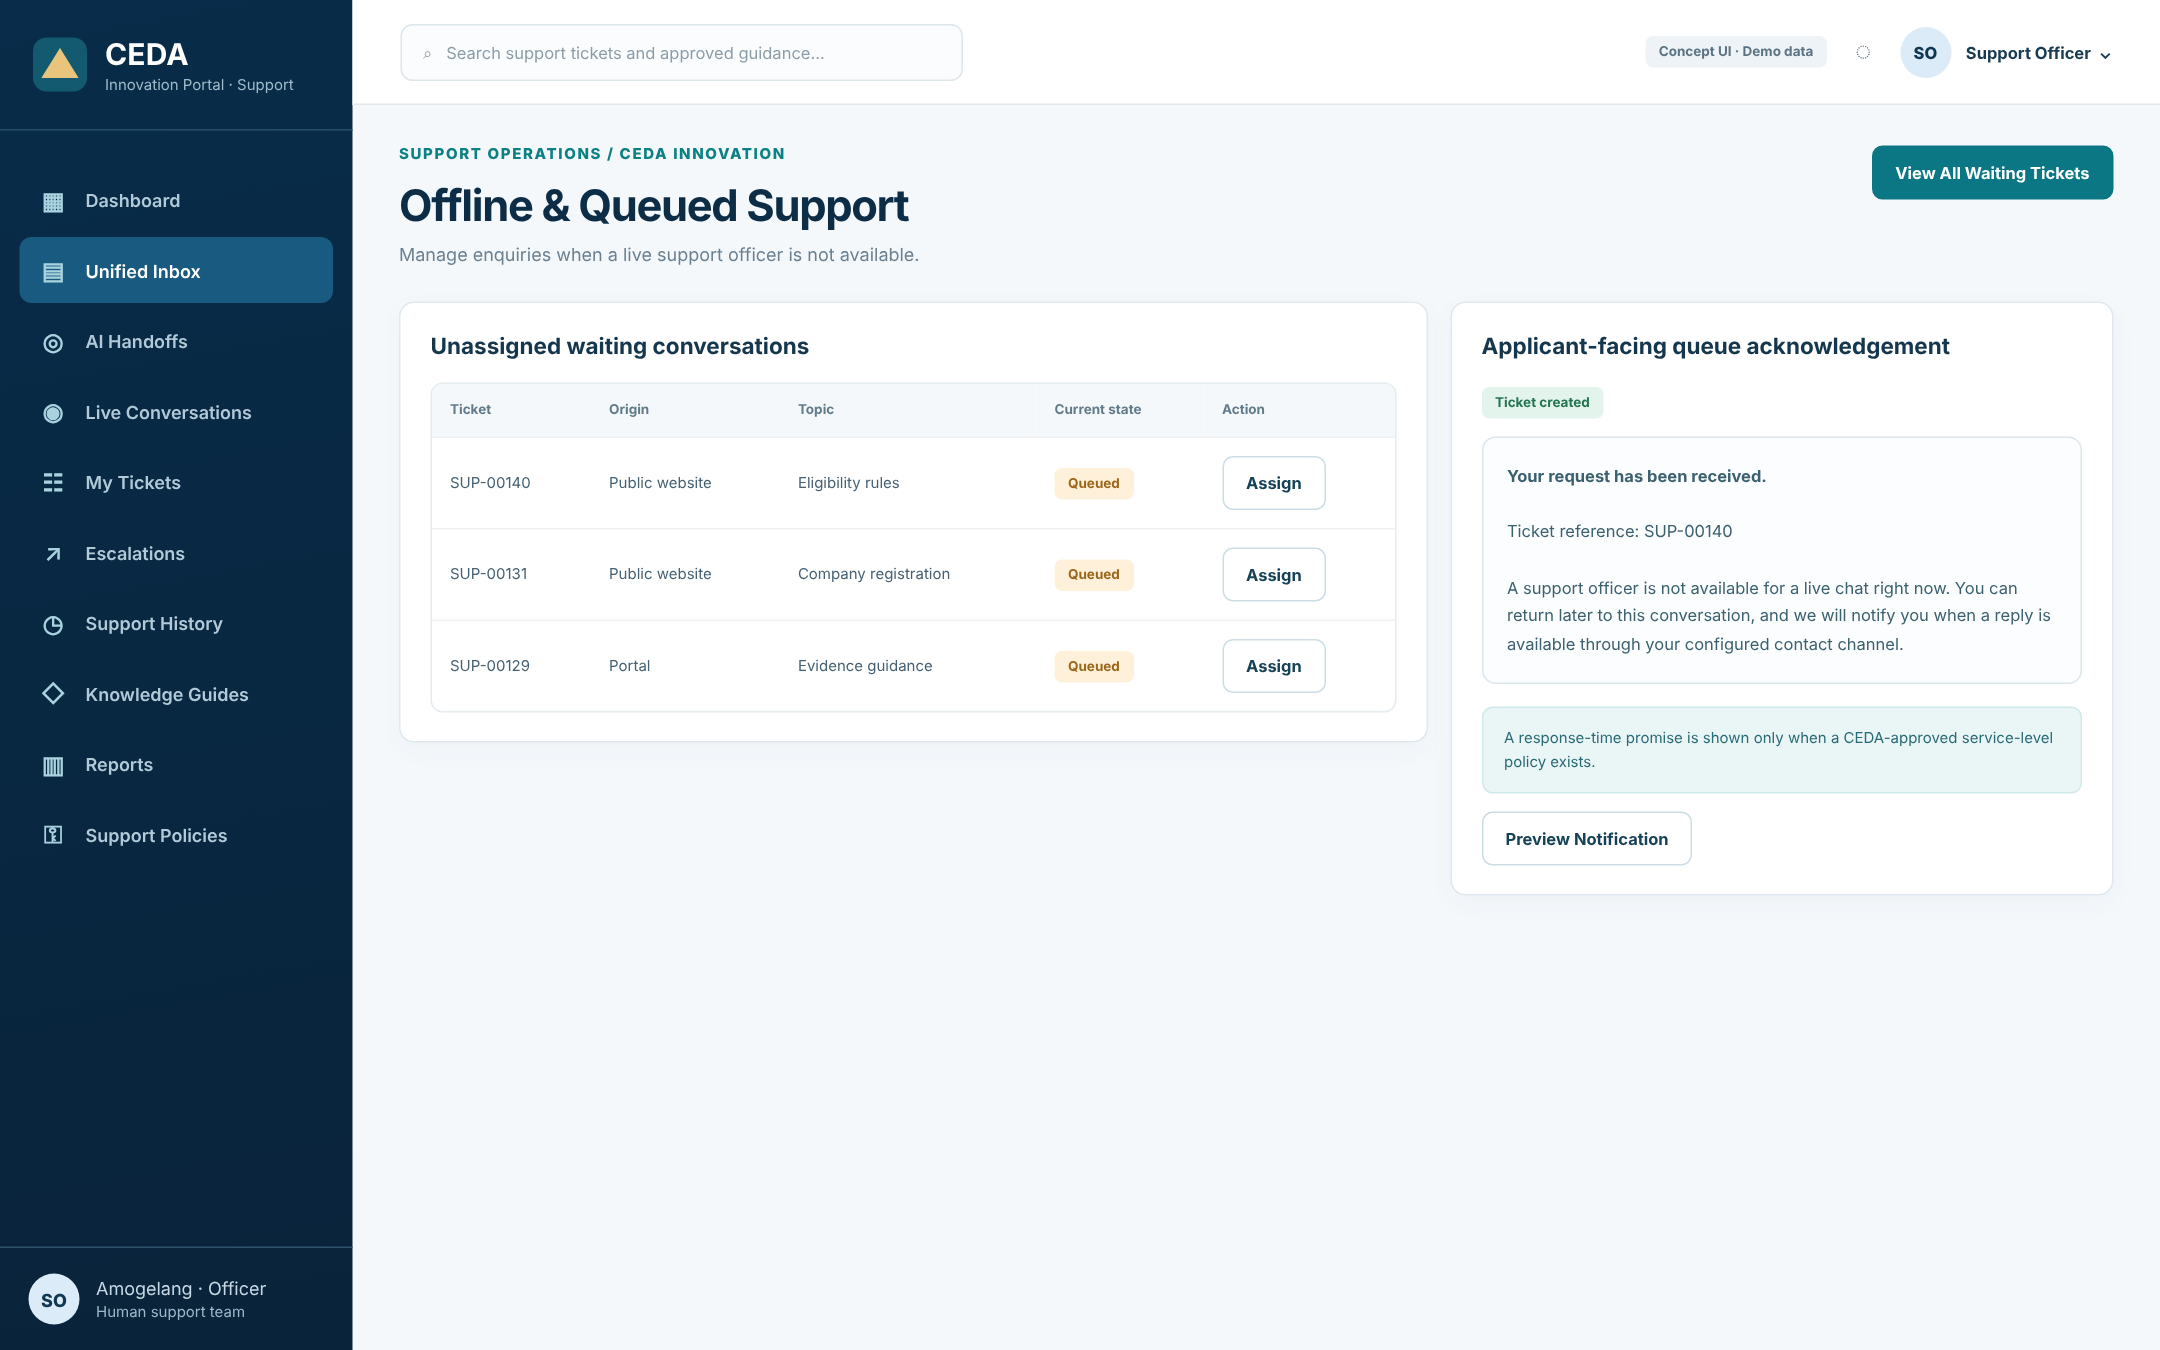 CEDA
Innovation Portal · Support
Dashboard
Unified Inbox
AI Handoffs
Live Conversations
My Tickets
Escalations
Support History
Knowledge Guides
Reports
Support Policies
SO
Amogelang · Officer
Human support team
Search support tickets and approved guidance...
Concept UI · Demo data
SO
Support Officer
SUPPORT OPERATIONS / CEDA INNOVATION
Offline & Queued Support
Manage enquiries when a live support officer is not available.
View All Waiting Tickets
Unassigned waiting conversations
Ticket Origin Topic Current state Action
SUP-00140 Public website Eligibility rules Queued Assign
SUP-00131 Public website Company registration Queued Assign
SUP-00129 Portal Evidence guidance Queued Assign
Applicant-facing queue acknowledgement
Ticket created
Your request has been received.
Ticket reference: SUP-00140
A support officer is not available for a live chat right now. You can
return later to this conversation, and we will notify you when a reply is
available through your configured contact channel.
A response-time promise is shown only when a CEDA-approved service-level
policy exists.
Preview Notification